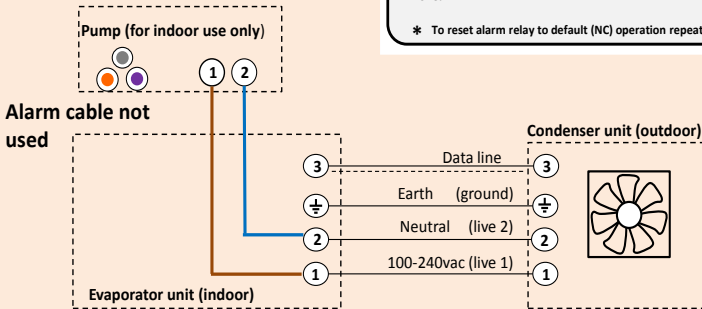 * To reset alarm relay to default (NC) operation repeat
Pump (for indoor use only)
1 2
Alarm cable not
used
Condenser unit (outdoor)
3 Data line 3
Earth (ground)
2 Neutral (live 2) 2
1 100-240vac (live 1) 1
Evaporator unit (indoor)